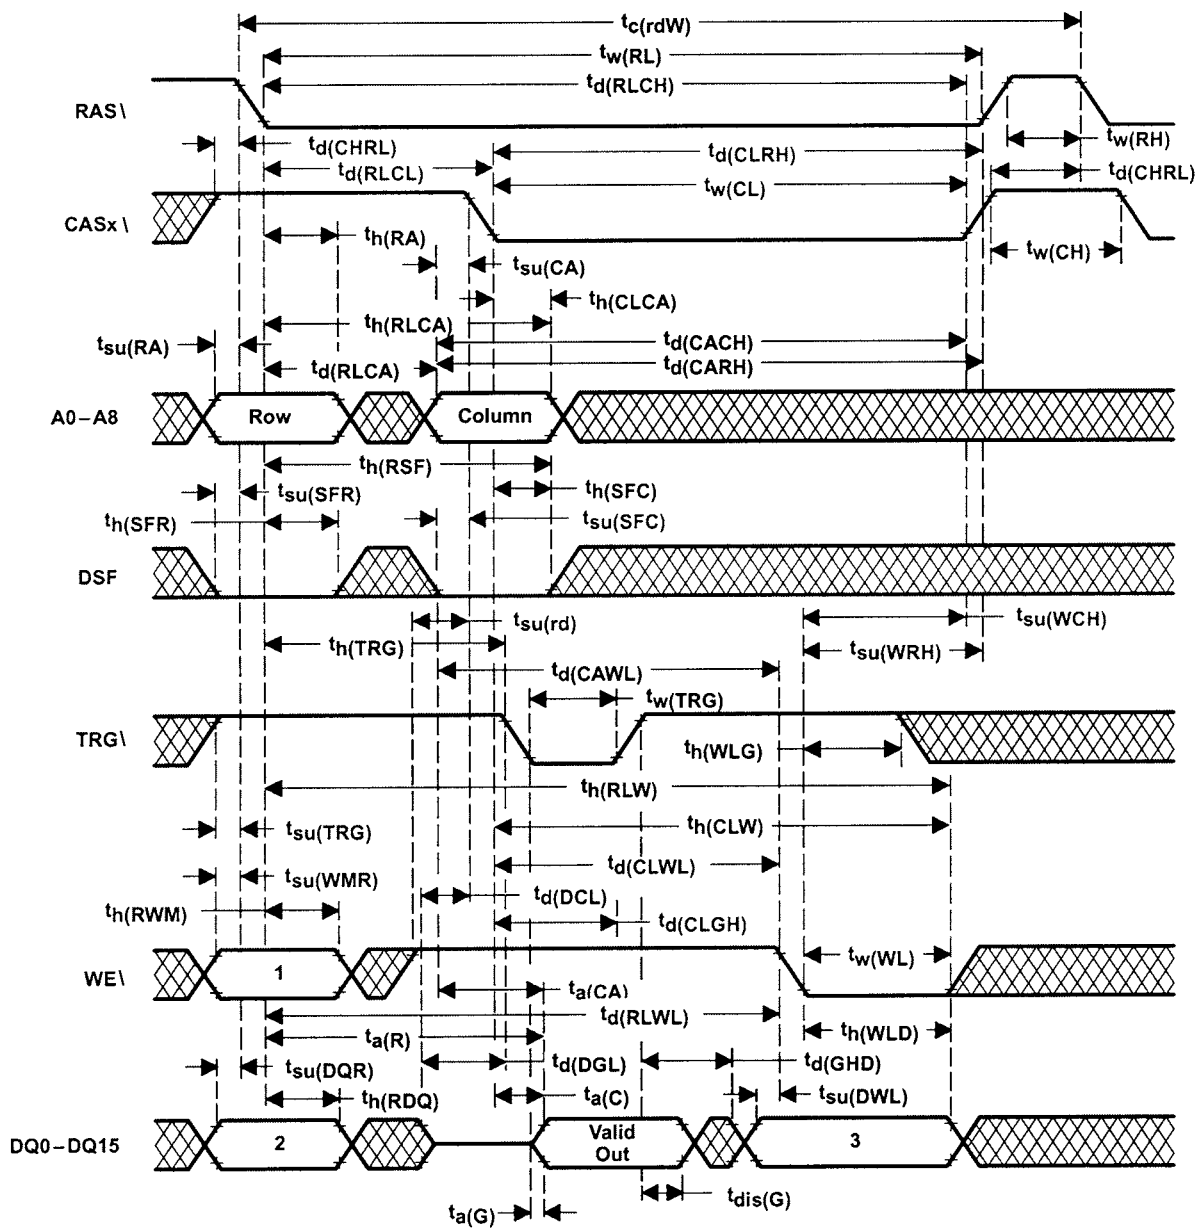 tc(rdW)
tw(RL)
td(RLCH)
RAS\
td(CHRL)
tw(RH)
td(CLRH)
td(RLCL)
td(CHRL)
tw(CL)
CASx \
th(RA)
tw(CH)
tsu(CA)
th(CLCA)
th(RLCA)
tsu(RA)
td(CACH)
td(RLCA)
td(CARH)
A0–A8
Row
Column
th(RSF)
tsu(SFR)
th(SFC)
th(SFR)
tsu(SFC)
DSF
tsu(rd)
tsu(WCH)
th(TRG)
tsu(WRH)
td(CAWL)
tw(TRG)
TRG\
th(WLG)
th(RLW)
tsu(TRG)
th(CLW)
td(CLWL)
tsu(WMR)
td(DCL)
th(RWM)
td(CLGH)
WE\
1
tw(WL)
ta(CA)
td(RLWL)
ta(R)
th(WLD)
tsu(DQR)
td(DGL)
td(GHD)
th(RDQ)
ta(C)
tsu(DWL)
DQ0–DQ15
2
Valid
Out
3
tdis(G)
ta(G)